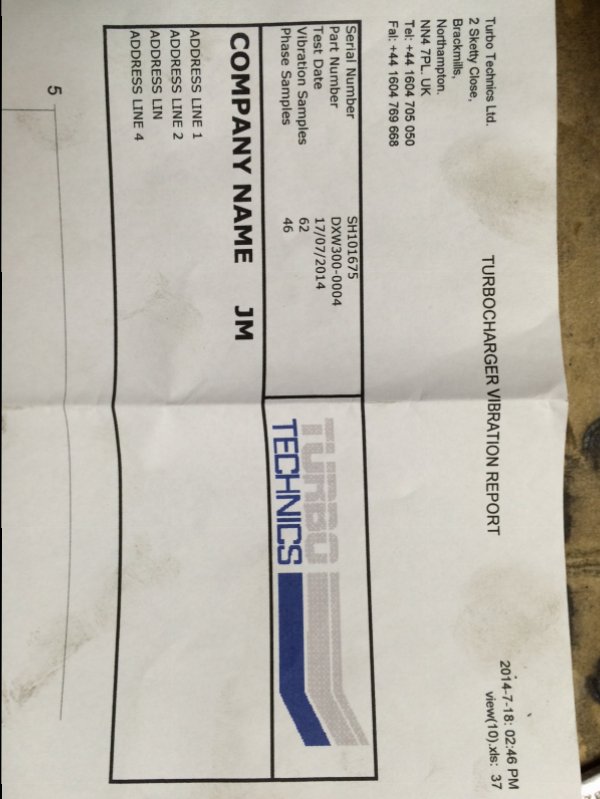 Turbo Technics Ltd.
2 Sketty Close,
Brackmills,
Northampton.
NN4 7PL. UK
Tel: +44 1604 705 050
Fal: +44 1604 769 668
TURBOCHARGER VIBRATION REPORT
2014-7-18: 02:46 PM
view(10).xls: 37
Serial Number SH101675
Part Number DXW300-0004
Test Date 17/07/2014
Vibration Samples 62
Phase Samples 46
TURBO
TECHNICS
COMPANY NAME JM
ADDRESS LINE 1
ADDRESS LINE 2
ADDRESS LIN
ADDRESS LINE 4
5